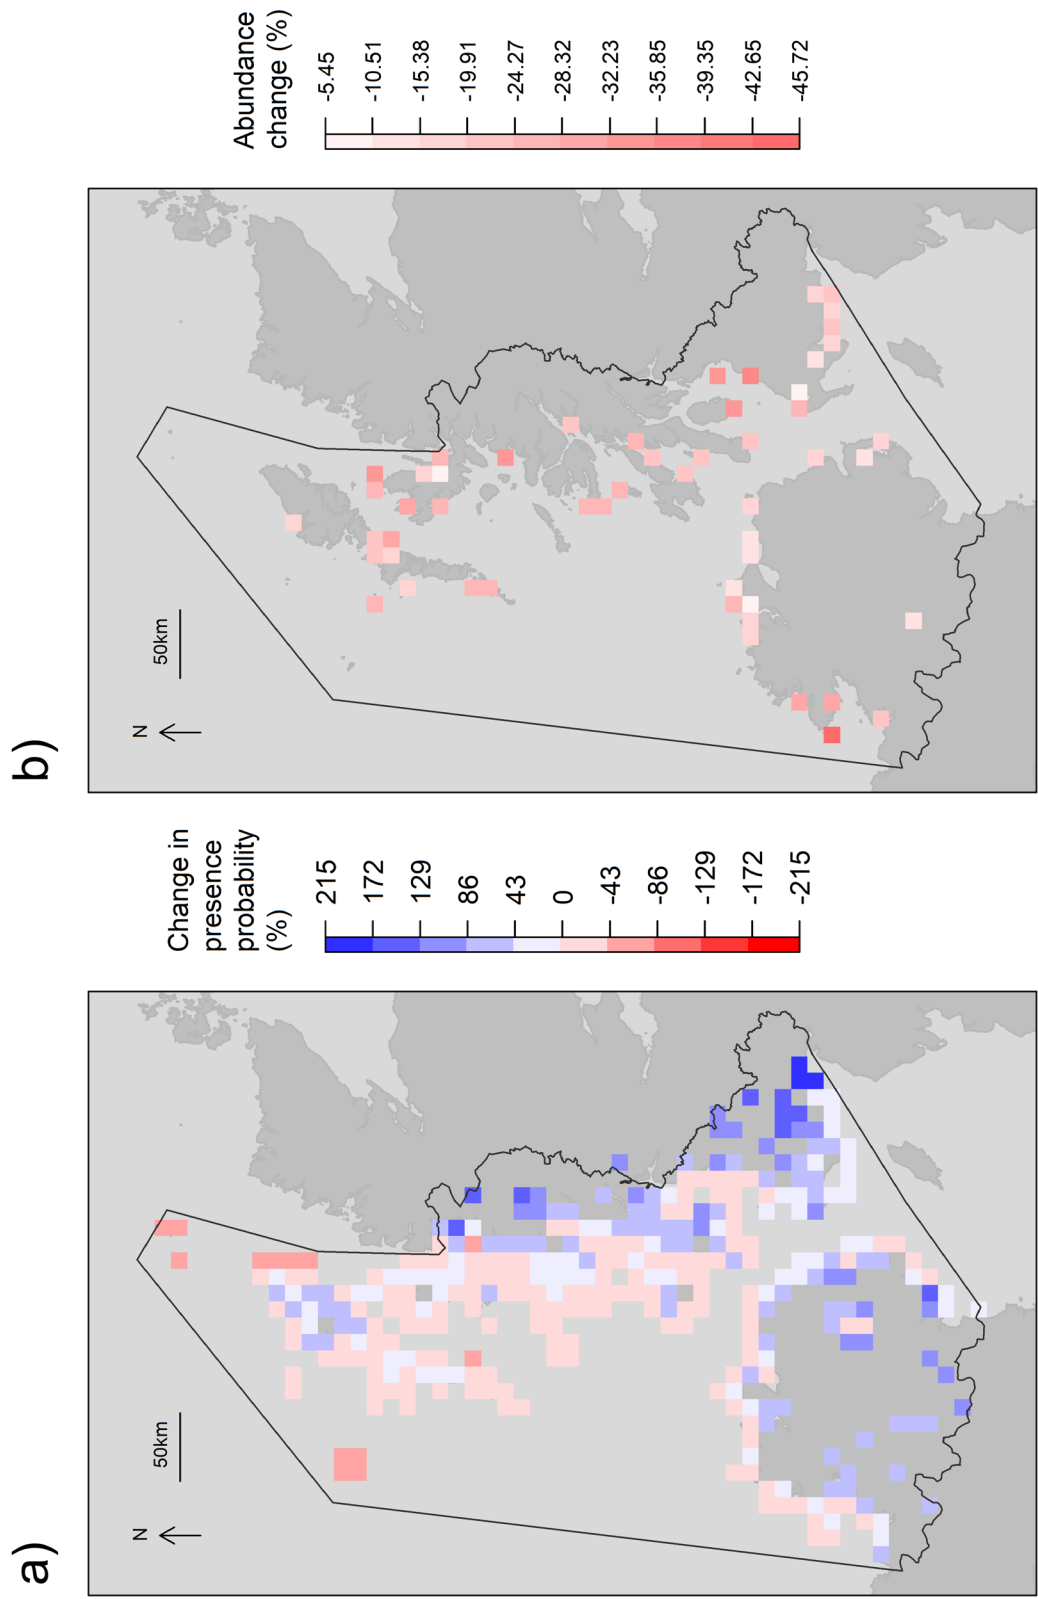 a)
N
50km
Change in
presence
probability
(%)
215
172
129
86
43
0
-43
-86
-129
-172
-215
b)
N
50km
Abundance
change (%)
-5.45
-10.51
-15.38
-19.91
-24.27
-28.32
-32.23
-35.85
-39.35
-42.65
-45.72